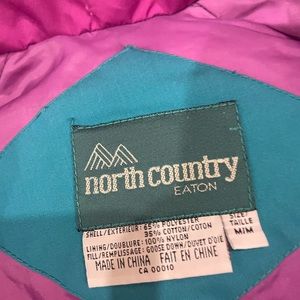 north country
EATON
SHELL/EXTERIEUR: 65% POLYESTER
35% COTTON/COTON
LINING/DOUBLURE: 100% NYLON
FILL/REMPLISSAGE: GOOSE DOWN/DUVET D'OIE
MADE IN CHINA FAIT EN CHINE
CA 00010
SIZE
TAILLE
M/M